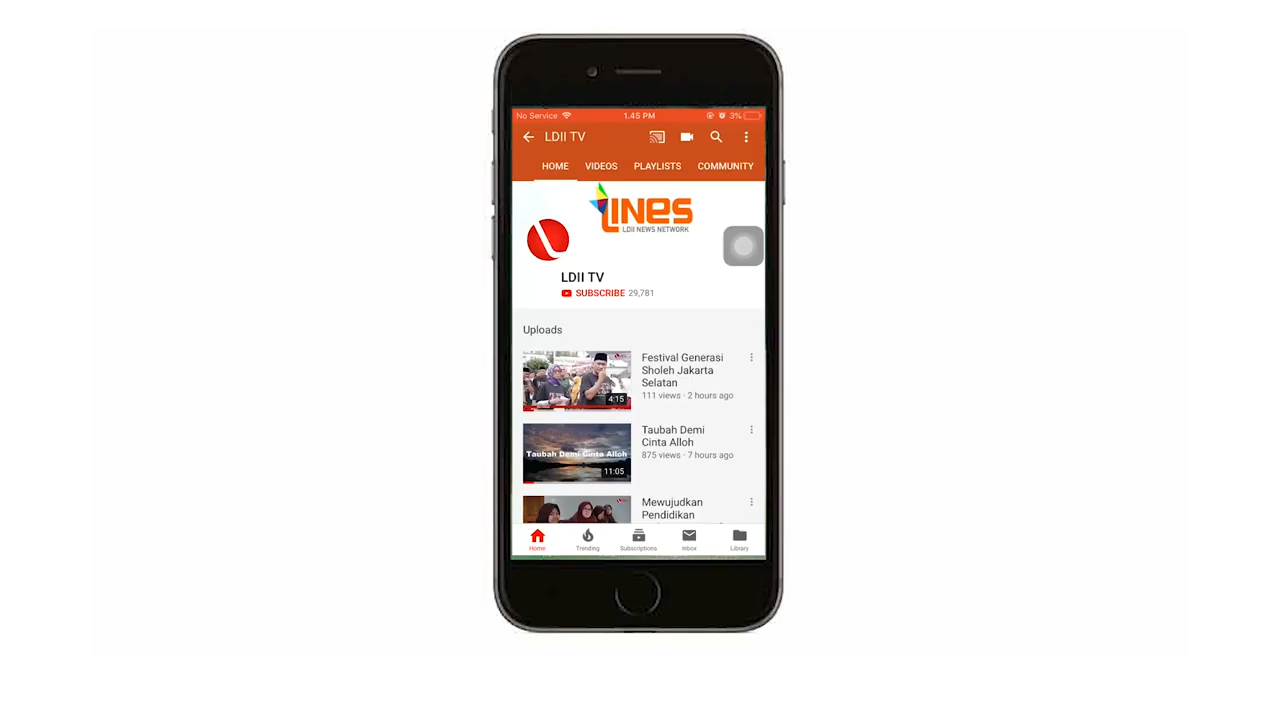 No Service 1.45 PM 3%
LDII TV
HOME VIDEOS PLAYLISTS COMMUNITY
LINES
LDII NEWS NETWORK
LDII TV
SUBSCRIBE 29,781
Uploads
Festival Generasi
Sholeh Jakarta
Selatan
111 views · 2 hours ago
4:15
Taubah Demi
Cinta Alloh
875 views · 7 hours ago
Taubah Demi Cinta Alloh
11:05
Mewujudkan
Pendidikan
Home Trending Subscriptions Inbox Library